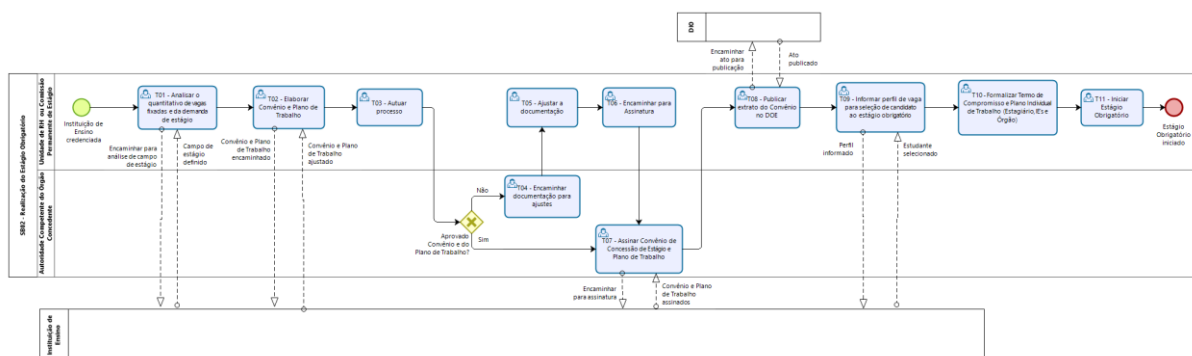 DIO
Encaminhar
ato para
publicação
Ato
publicado
SB02 - Realização do Estágio Obrigatório
Unidade de RH ou Comissão
Permanente de Estágio
Instituição de
Ensino
credenciada
T01 - Analisar o
quantitativo de vagas
fixadas e da demanda
de estágio
T02 - Elaborar
Convênio e Plano de
Trabalho
T03 - Autuar
processo
T05 - Ajustar a
documentação
T06 - Encaminhar para
Assinatura
T08 - Publicar
extrato do Convênio
no DOE
T09 - Informar perfil de vaga
para seleção de candidato
ao estágio obrigatório
T10 - Formalizar Termo de
Compromisso e Plano Individual
de Trabalho (Estagiário, IEs e
Órgão)
T11 - Iniciar
Estágio
Obrigatório
Estágio
Obrigatório
iniciado
Encaminhar para
análise de campo
de estágio
Campo de
estágio
definido
Convênio e Plano
de Trabalho
encaminhado
Convênio e Plano
de Trabalho
ajustado
Perfil
informado
Estudante
selecionado
Autoridade Competente do Órgão
Concedente
Não
T04 - Encaminhar
documentação para
ajustes
Aprovado
Convênio e do
Plano de Trabalho?
Sim
T07 - Assinar Convênio de
Concessão de Estágio e
Plano de Trabalho
Encaminhar
para assinatura
Convênio e Plano
de Trabalho
assinados
Instituição de
Ensino